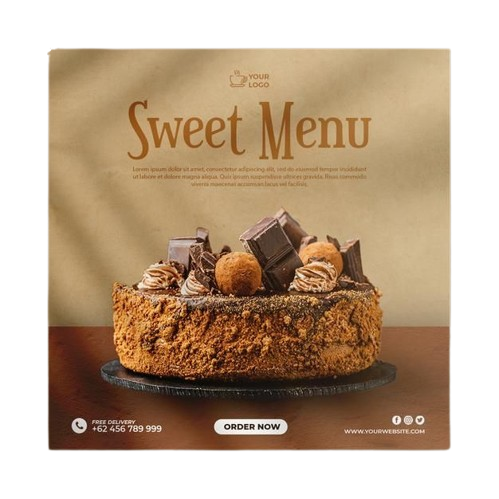 YOUR
LOGO
Sweet Menu
Lorem ipsum dolor sit amet, consectetur adipiscing elit, sed do eiusmod tempor incididunt
ut labore et dolore magna aliqua. Quis ipsum suspendisse ultrices gravida. Risus commodo
viverra maecenas accumsan lacus vel facilisis.
FREE DELIVERY
+62 456 789 999
ORDER NOW
WWW.YOURWEBSITE.COM